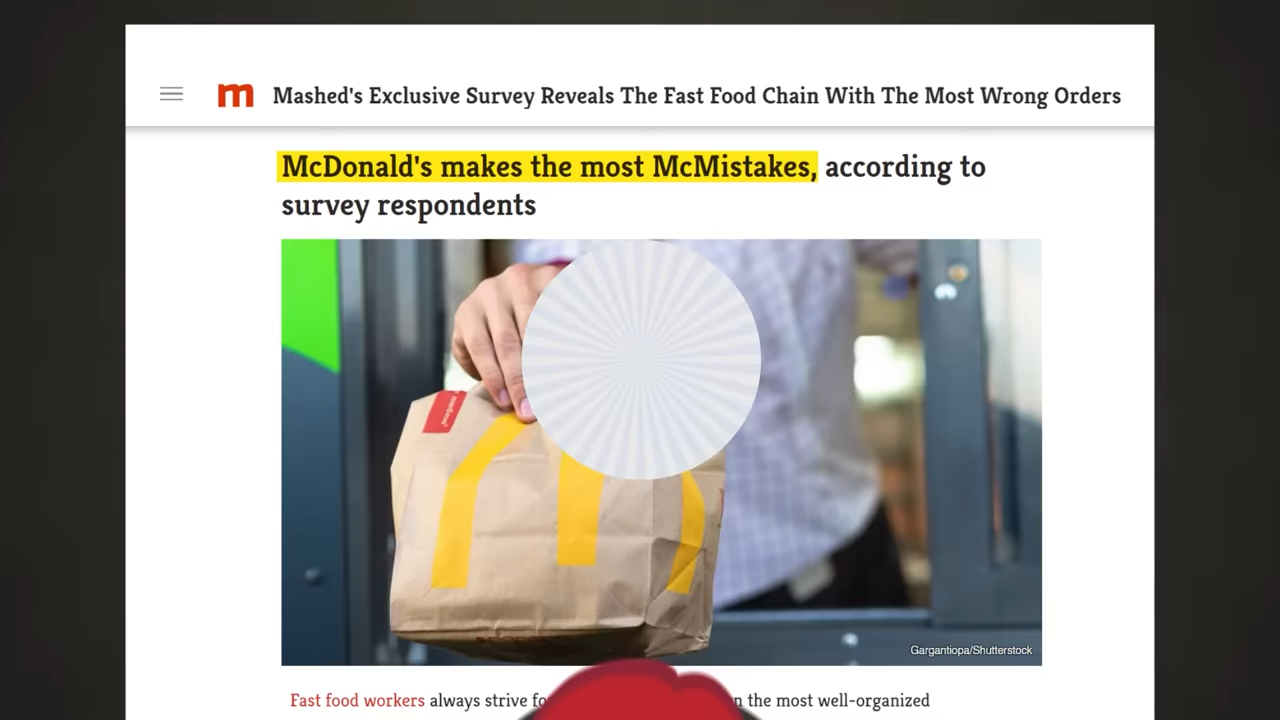 m Mashed's Exclusive Survey Reveals The Fast Food Chain With The Most Wrong Orders
McDonald's makes the most McMistakes, according to
survey respondents
Gargantiopa/Shutterstock
Fast food workers always strive the most well-organized